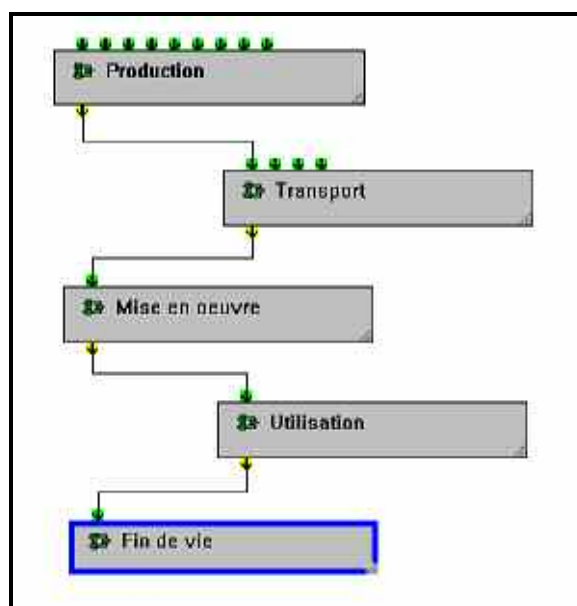 Production
Transport
Mise en oeuvre
Utilisation
Fin de vie